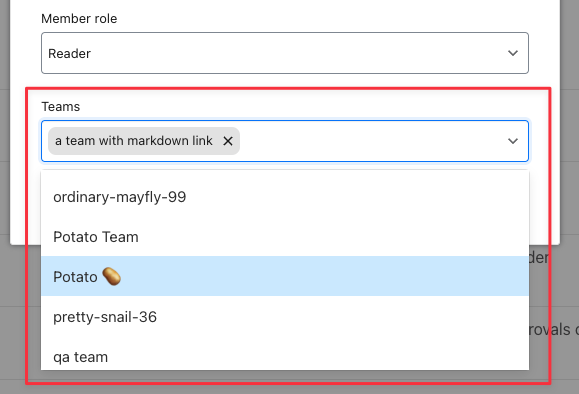 Member role
Reader
Teams
a team with markdown link
ordinary-mayfly-99
Potato Team
Potato 🥔
pretty-snail-36
qa team
der
rovals